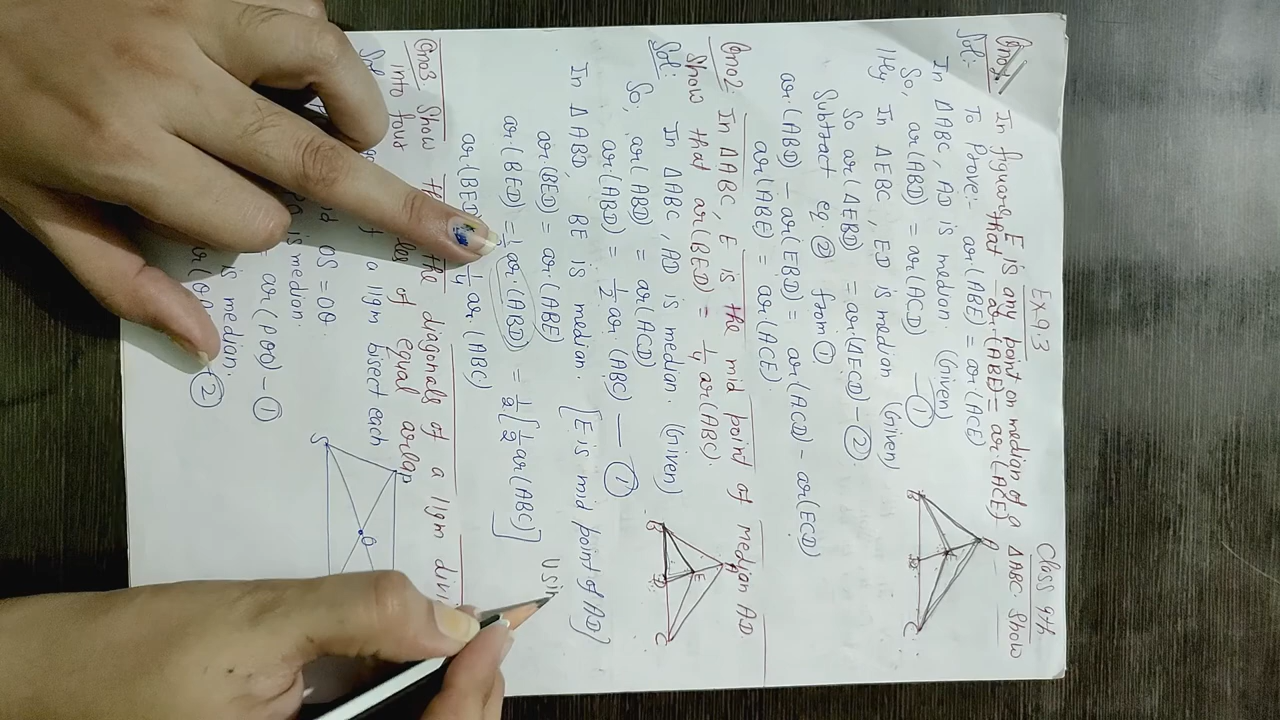 Ex 9.3
Class 9th
Qno1. In figure, E is any point on median of a ΔABC. Show
that ar(ABE) = ar(ACE)
Sol: To Prove:- ar(ABE) = ar(ACE)
In ΔABC, AD is median. (Given)
So, ar(ABD) = ar(ACD) - ①
In ΔEBC, ED is median (Given)
So ar(ΔEBD) = ar(ΔECD) - ②
Subtract eq ② from ①
ar(ABD) - ar(EBD) = ar(ACD) - ar(ECD)
ar(ABE) = ar(ACE)
B D C E
Qno2 In ΔABC, E is the mid point of median AD
Show that ar(BED) = 1/4 ar(ABC).
Sol: In ΔABC, AD is median. (Given)
So, ar(ABD) = ar(ACD)
ar(ABD) = 1/2 ar(ABC) — ①
In ΔABD, BE is median. [E is mid point of AD]
ar(BED) = ar(ABE)
ar(BED) = 1/2 ar(ABD) = 1/2[1/2 ar(ABC)]
Usin
ar(BED) 1/4 ar.(ABC)
B D C E
Qno3 Show the diagonals of a llgm divi
into four les of equal area
Sol a llgm bisect each
OS = OQ.
is median.
ar(POQ) - ①
is median.
②
S P O